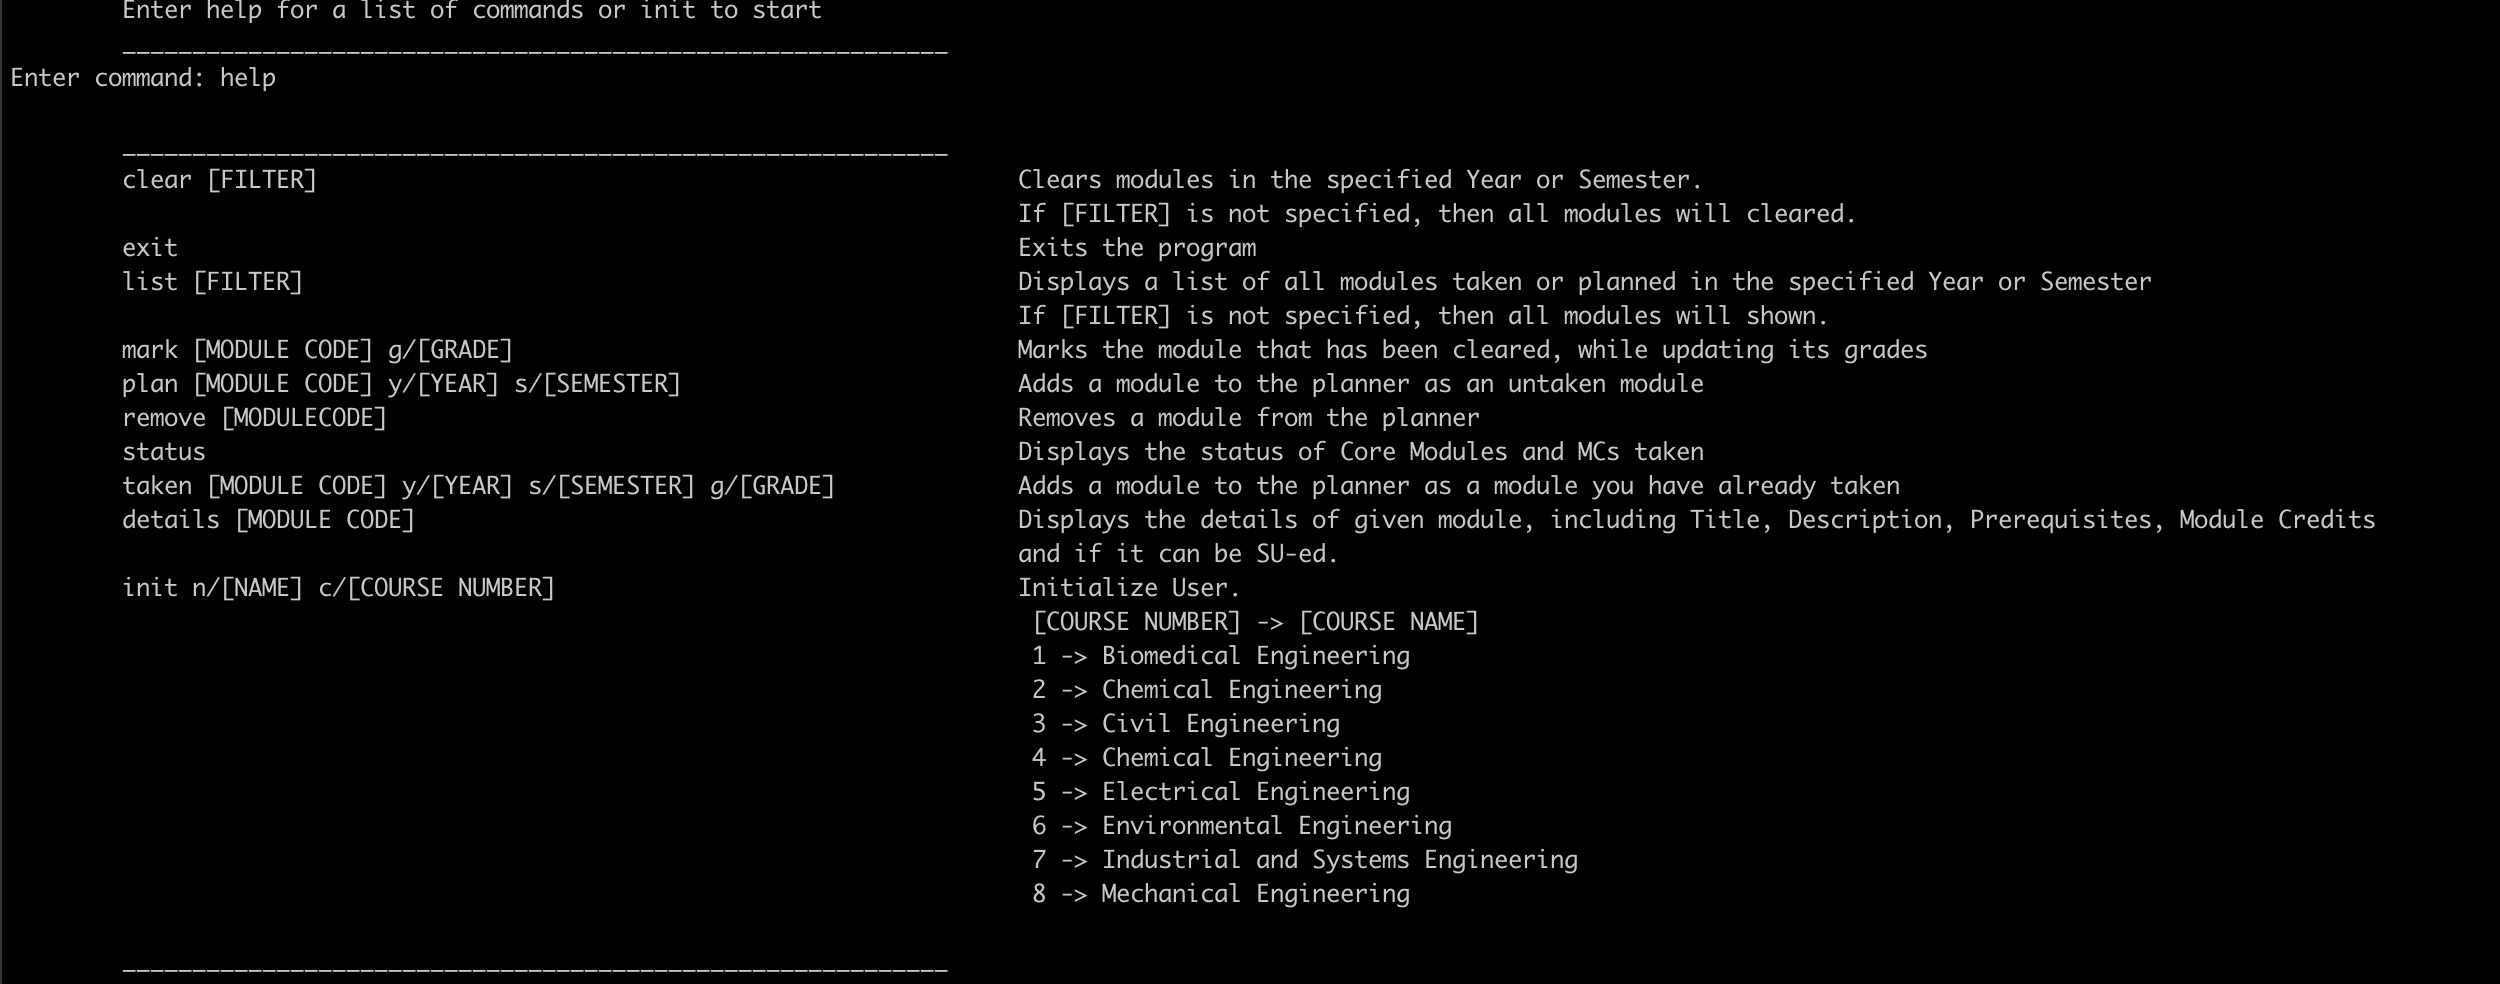 Enter help for a list of commands or init to start
___________________________________________________________
Enter command: help
___________________________________________________________
clear [FILTER] Clears modules in the specified Year or Semester.
If [FILTER] is not specified, then all modules will cleared.
exit Exits the program
list [FILTER] Displays a list of all modules taken or planned in the specified Year or Semester
If [FILTER] is not specified, then all modules will shown.
mark [MODULE CODE] g/[GRADE] Marks the module that has been cleared, while updating its grades
plan [MODULE CODE] y/[YEAR] s/[SEMESTER] Adds a module to the planner as an untaken module
remove [MODULECODE] Removes a module from the planner
status Displays the status of Core Modules and MCs taken
taken [MODULE CODE] y/[YEAR] s/[SEMESTER] g/[GRADE] Adds a module to the planner as a module you have already taken
details [MODULE CODE] Displays the details of given module, including Title, Description, Prerequisites, Module Credits
and if it can be SU-ed.
init n/[NAME] c/[COURSE NUMBER] Initialize User.
[COURSE NUMBER] -> [COURSE NAME]
1 -> Biomedical Engineering
2 -> Chemical Engineering
3 -> Civil Engineering
4 -> Chemical Engineering
5 -> Electrical Engineering
6 -> Environmental Engineering
7 -> Industrial and Systems Engineering
8 -> Mechanical Engineering
___________________________________________________________